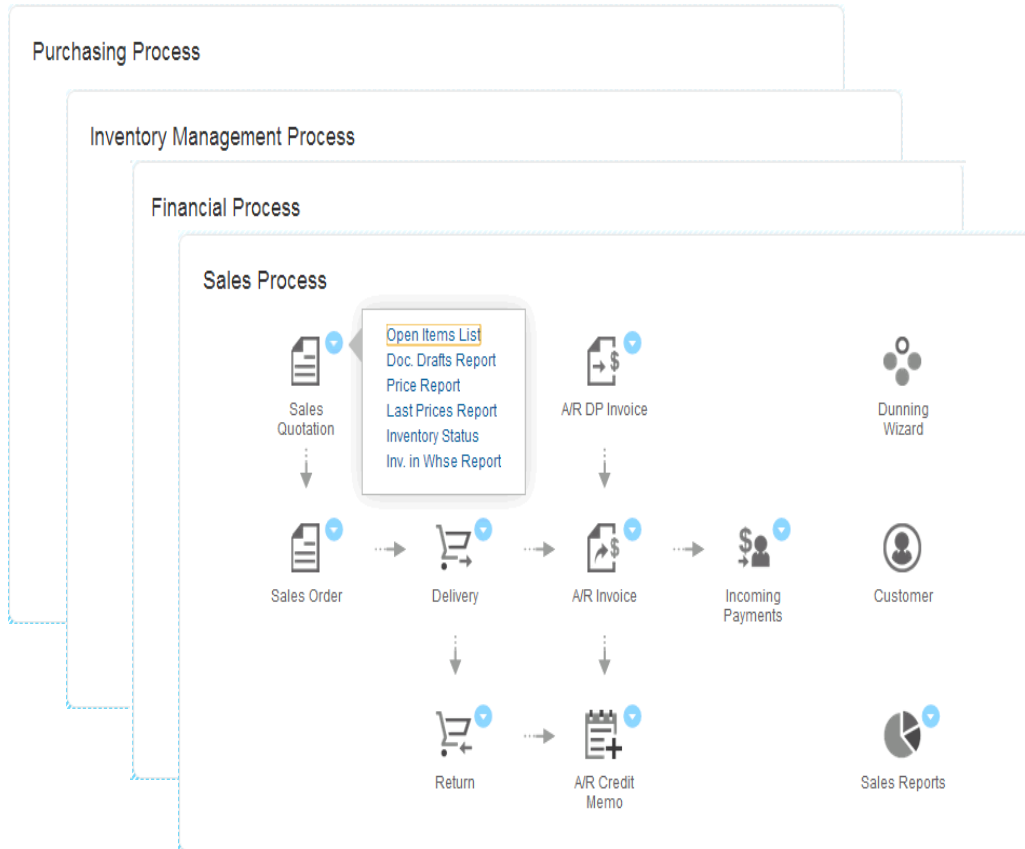 Purchasing Process
Inventory Management Process
Financial Process
Sales Process
Open Items List
Doc. Drafts Report
Price Report
Last Prices Report
Inventory Status
Inv. in Whse Report
Sales
Quotation
A/R DP Invoice
Dunning
Wizard
Sales Order
Delivery
A/R Invoice
Incoming
Payments
Customer
Return
A/R Credit
Memo
Sales Reports